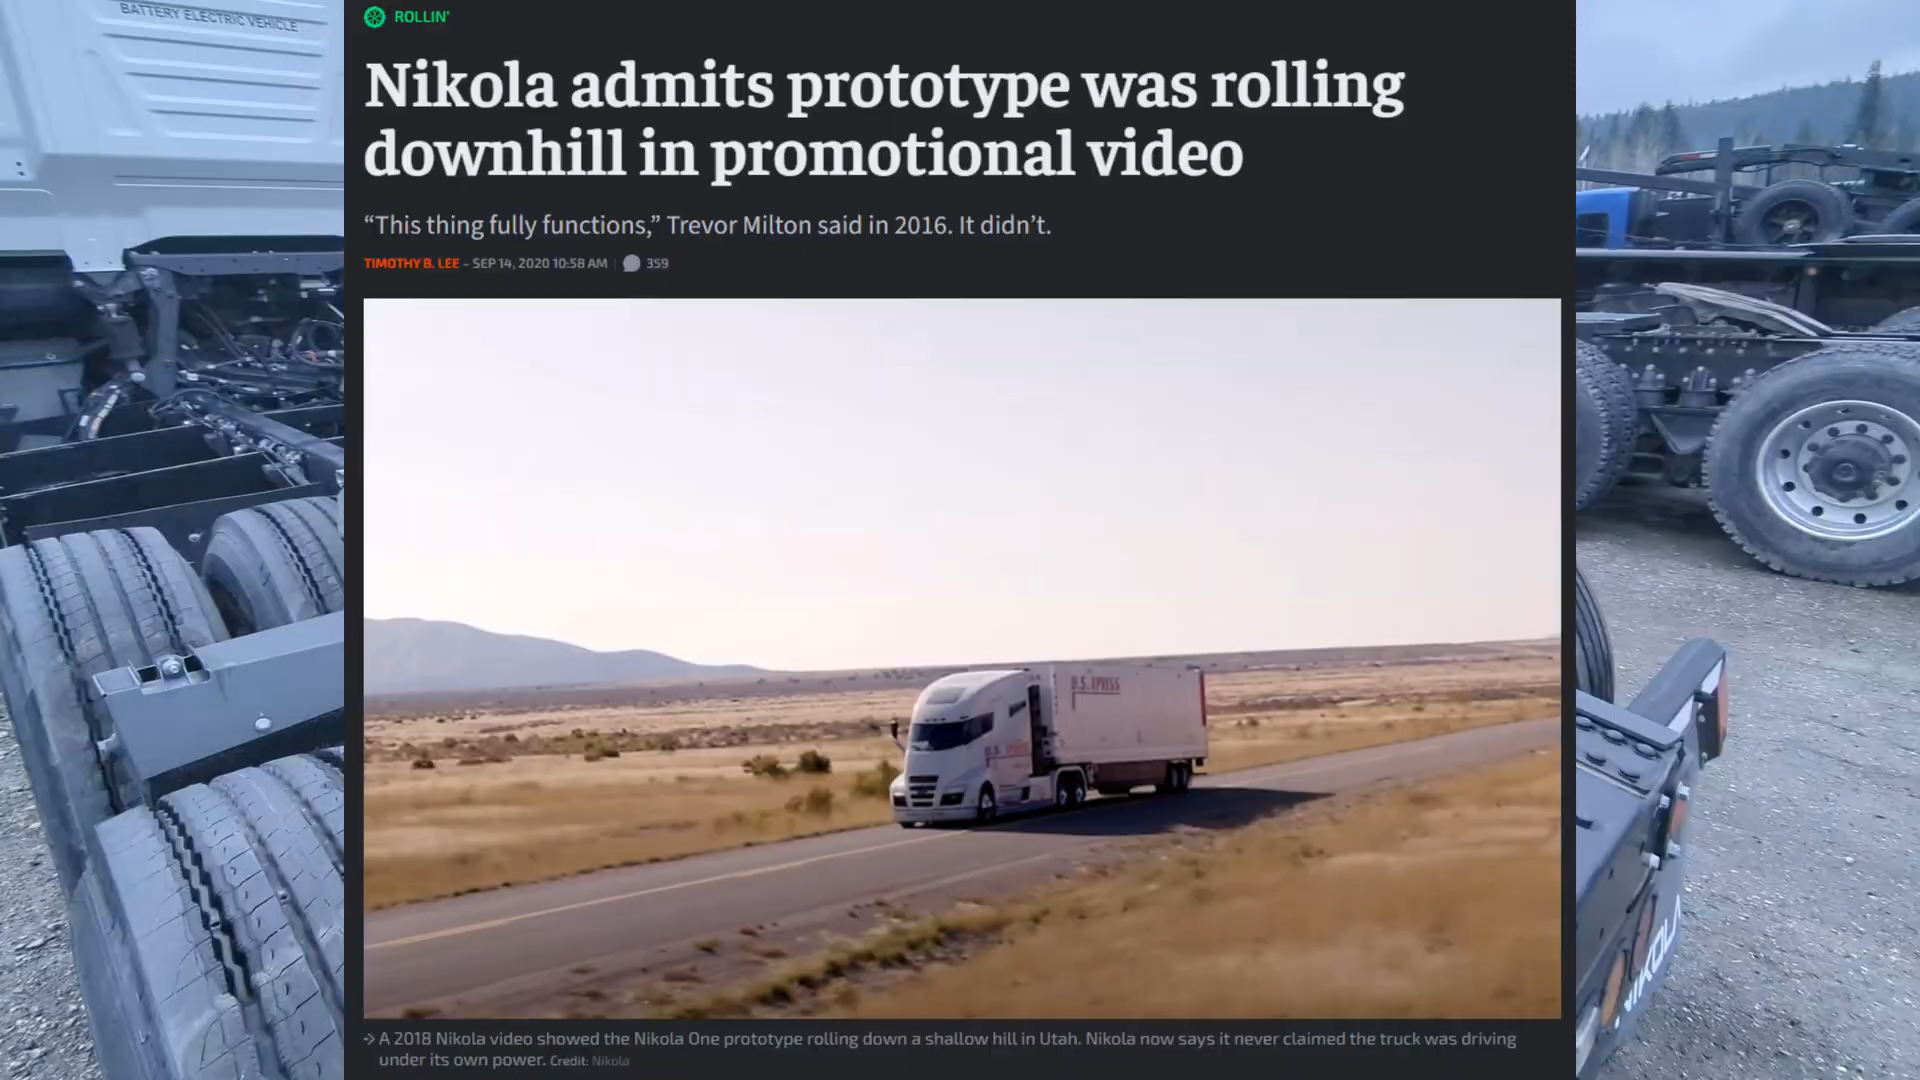 BATTERY ELECTRIC VEHICLE
ROLLIN'
Nikola admits prototype was rolling
downhill in promotional video
“This thing fully functions,” Trevor Milton said in 2016. It didn’t.
TIMOTHY B. LEE – SEP 14, 2020 10:58 AM | 359
U.S. XPRESS
U.S. XPRESS
NIKOLA
A 2018 Nikola video showed the Nikola One prototype rolling down a shallow hill in Utah. Nikola now says it never claimed the truck was driving
under its own power. Credit: Nikola